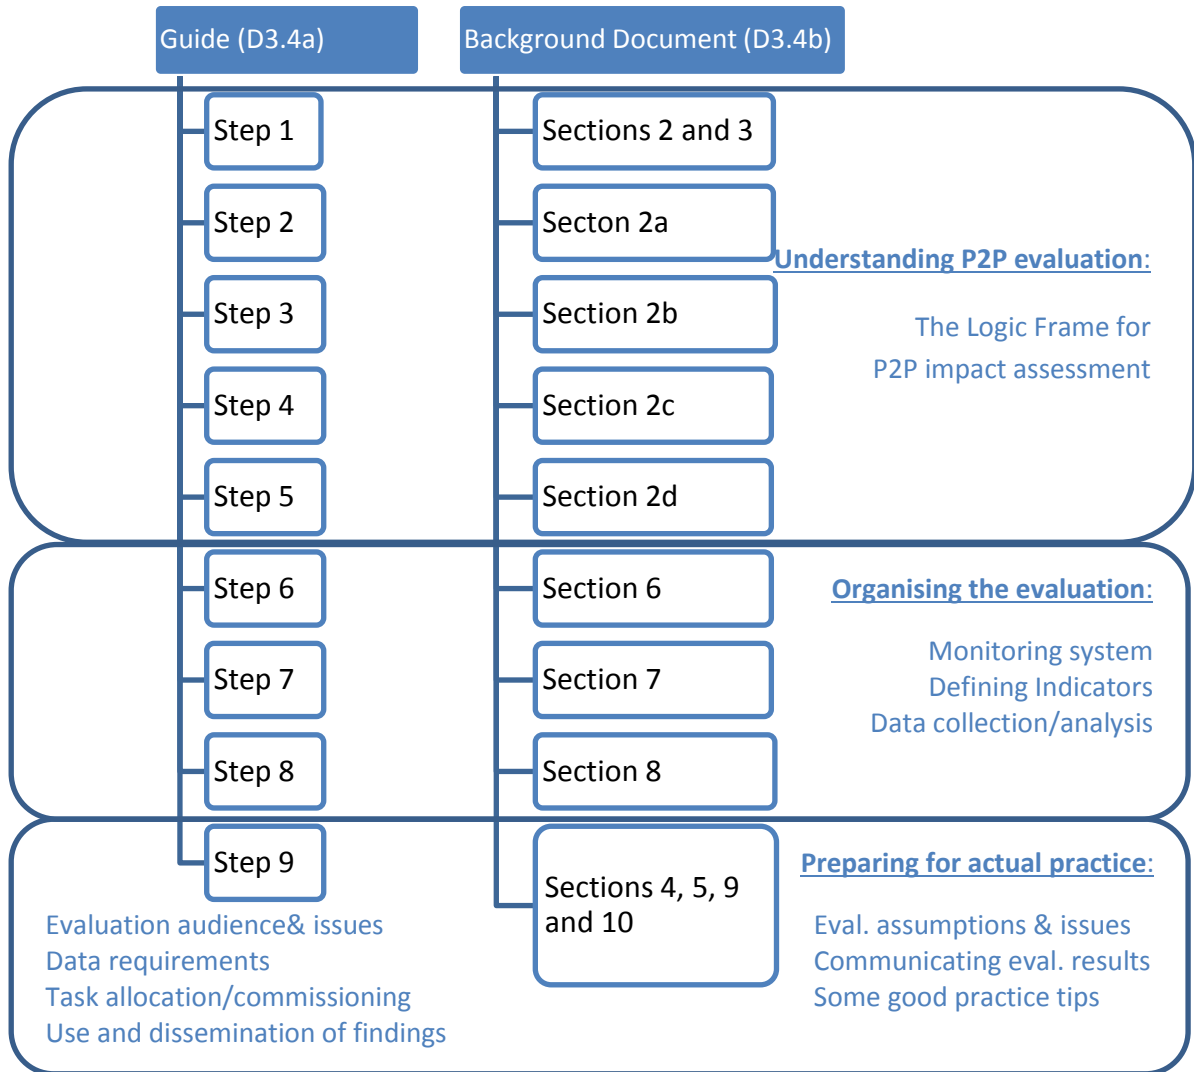 Guide (D3.4a)
Background Document (D3.4b)
Step 1
Sections 2 and 3
Step 2
Secton 2a
Understanding P2P evaluation:
Step 3
Section 2b
The Logic Frame for
P2P impact assessment
Step 4
Section 2c
Step 5
Section 2d
Step 6
Section 6
Organising the evaluation:
Monitoring system
Defining Indicators
Data collection/analysis
Step 7
Section 7
Step 8
Section 8
Step 9
Sections 4, 5, 9
and 10
Preparing for actual practice:
Evaluation audience& issues
Data requirements
Task allocation/commissioning
Use and dissemination of findings
Eval. assumptions & issues
Communicating eval. results
Some good practice tips